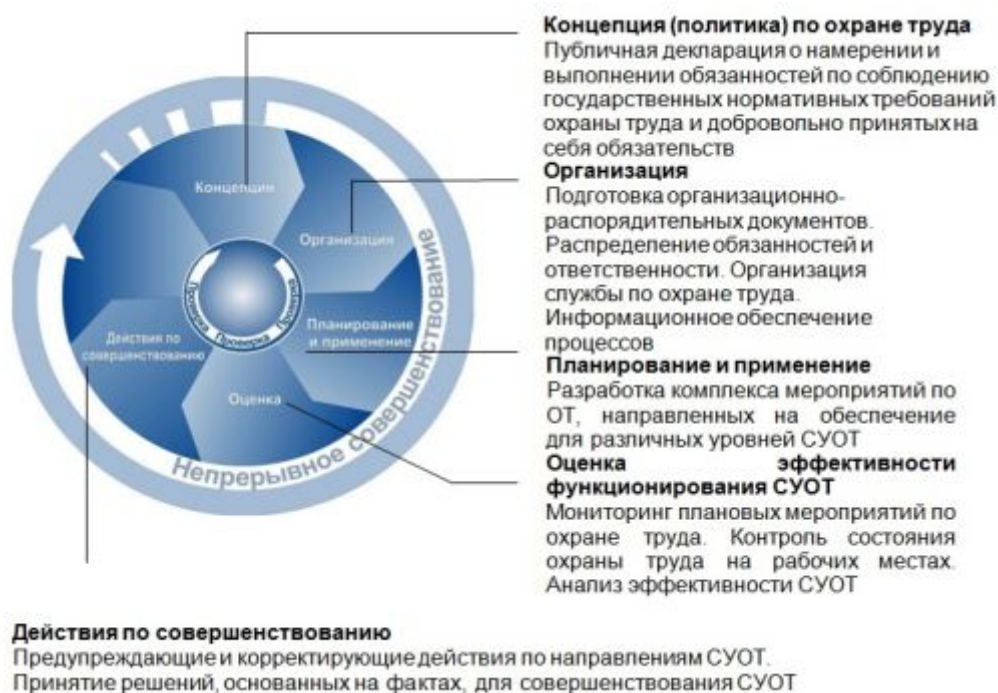 Концепция (политика) по охране труда
Публичная декларация о намерении и
выполнении обязанностей по соблюдению
государственных нормативных требований
охраны труда и добровольно принятых на
себя обязательств
Организация
Подготовка организационно-
распорядительных документов.
Распределение обязанностей и
ответственности. Организация
службы по охране труда.
Информационное обеспечение
процессов
Планирование и применение
Разработка комплекса мероприятий по
ОТ, направленных на обеспечение
для различных уровней СУОТ
Оценка эффективности
функционирования СУОТ
Мониторинг плановых мероприятий по
охране труда. Контроль состояния
охраны труда на рабочих местах.
Анализ эффективности СУОТ
Концепция
Организация
Планирование
и применение
Оценка
Действия по
совершенствованию
Проверка Проверка Проверка
Непрерывное совершенствование
Действия по совершенствованию
Предупреждающие и корректирующие действия по направлениям СУОТ.
Принятие решений, основанных на фактах, для совершенствования СУОТ